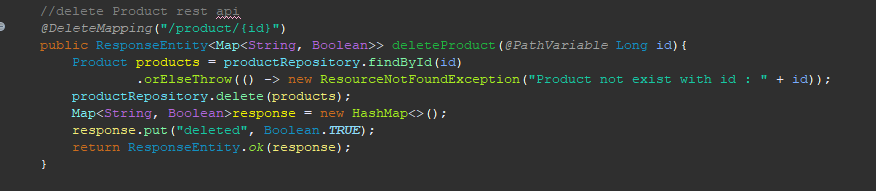 //delete Product rest api
@DeleteMapping("/product/{id}")
public ResponseEntity<Map<String, Boolean>> deleteProduct(@PathVariable Long id){
Product products = productRepository.findById(id)
.orElseThrow(() -> new ResourceNotFoundException("Product not exist with id : " + id));
productRepository.delete(products);
Map<String, Boolean>response = new HashMap<>();
response.put("deleted", Boolean.TRUE);
return ResponseEntity.ok(response);
}